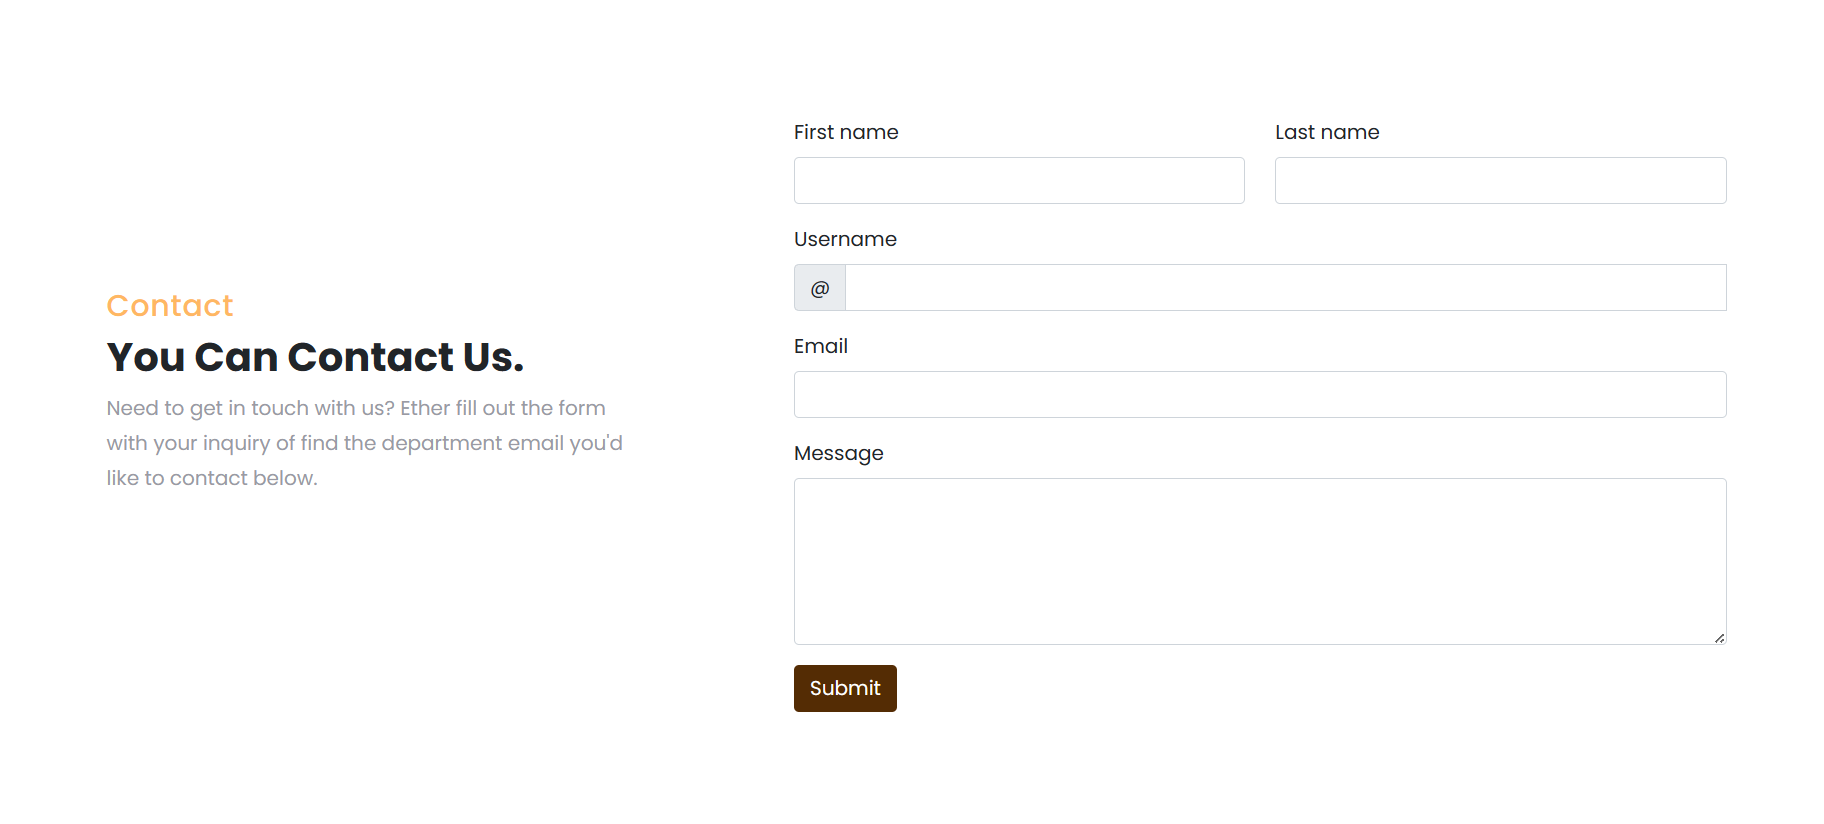 Contact
You Can Contact Us.
Need to get in touch with us? Ether fill out the form
with your inquiry of find the department email you'd
like to contact below.
First name
Last name
Username
@
Email
Message
Submit